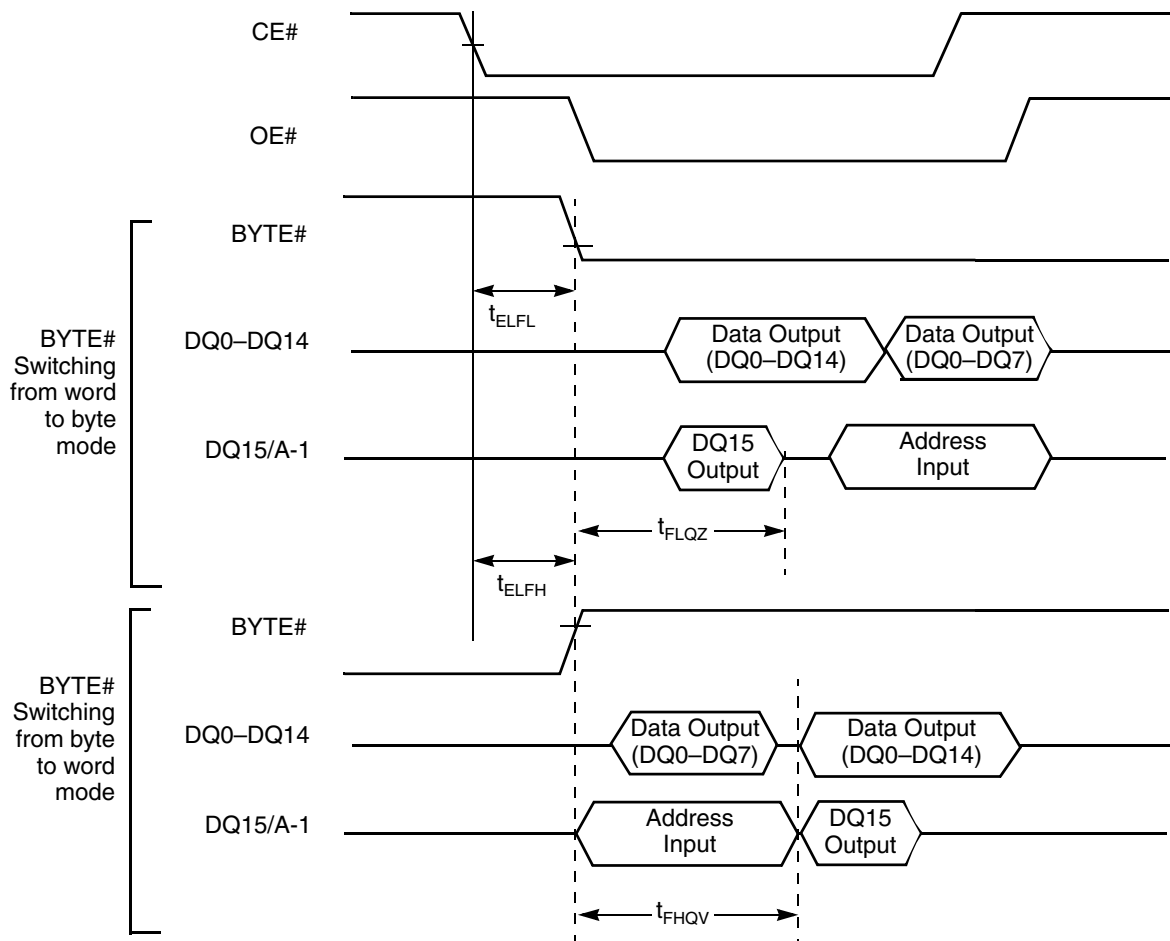 CE#
OE#
BYTE#
tELFL
BYTE#
Switching
from word
to byte
mode
DQ0–DQ14
Data Output
(DQ0–DQ14)
Data Output
(DQ0–DQ7)
DQ15/A-1
DQ15
Output
Address
Input
tFLQZ
tELFH
BYTE#
BYTE#
Switching
from byte
to word
mode
DQ0–DQ14
Data Output
(DQ0–DQ7)
Data Output
(DQ0–DQ14)
DQ15/A-1
Address
Input
DQ15
Output
tFHQV